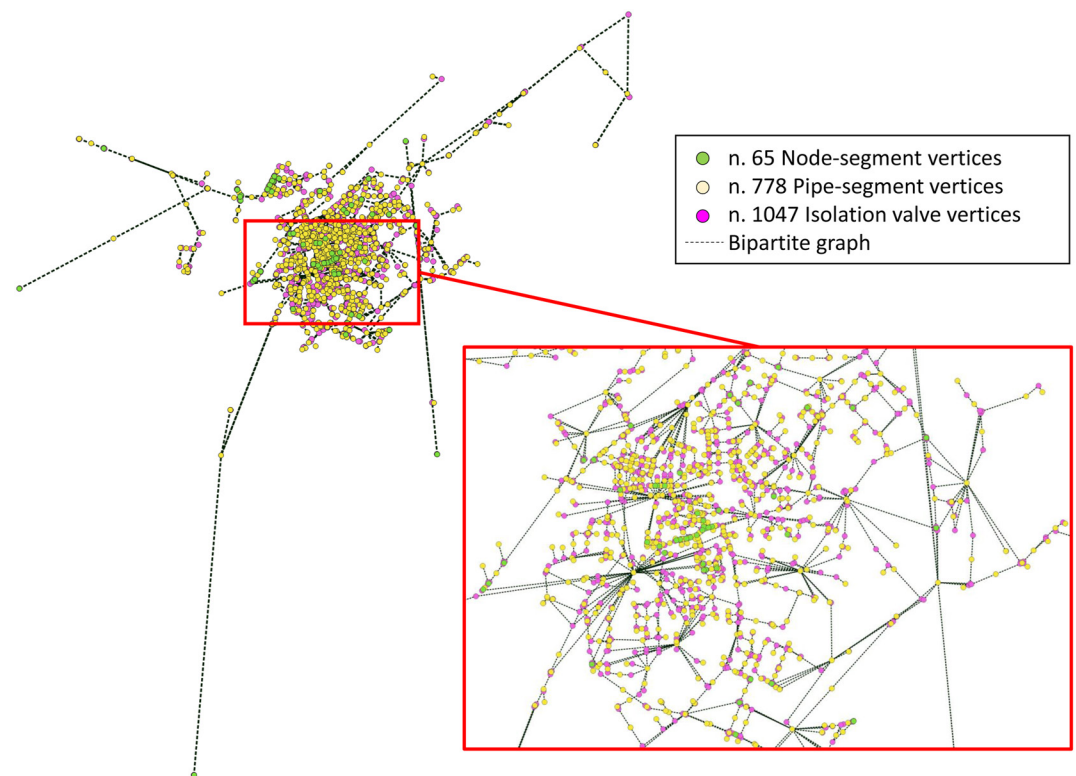 n. 65 Node-segment vertices
n. 778 Pipe-segment vertices
n. 1047 Isolation valve vertices
Bipartite graph